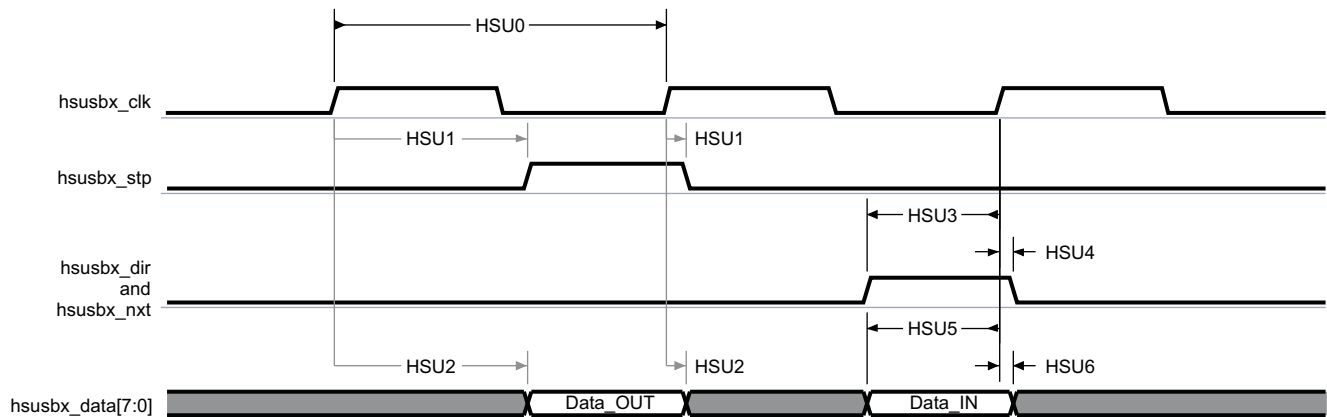 HSU0
hsusbx_clk
HSU1
HSU1
hsusbx_stp
HSU3
HSU4
hsusbx_dir
and
hsusbx_nxt
HSU5
HSU2
HSU2
HSU6
hsusbx_data[7:0]
Data_OUT
Data_IN